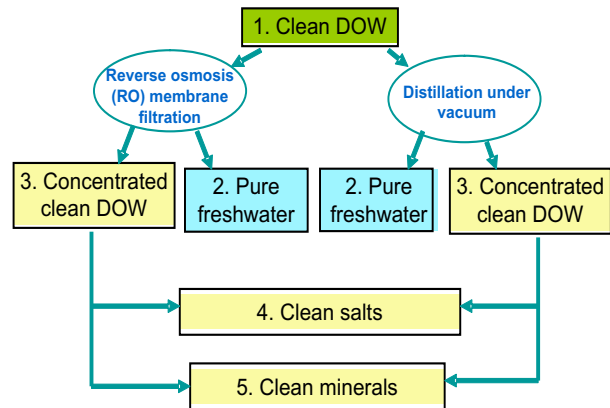 1. Clean DOW
Reverse osmosis
(RO) membrane
filtration
Distillation under
vacuum
3. Concentrated
clean DOW
2. Pure
freshwater
2. Pure
freshwater
3. Concentrated
clean DOW
4. Clean salts
5. Clean minerals